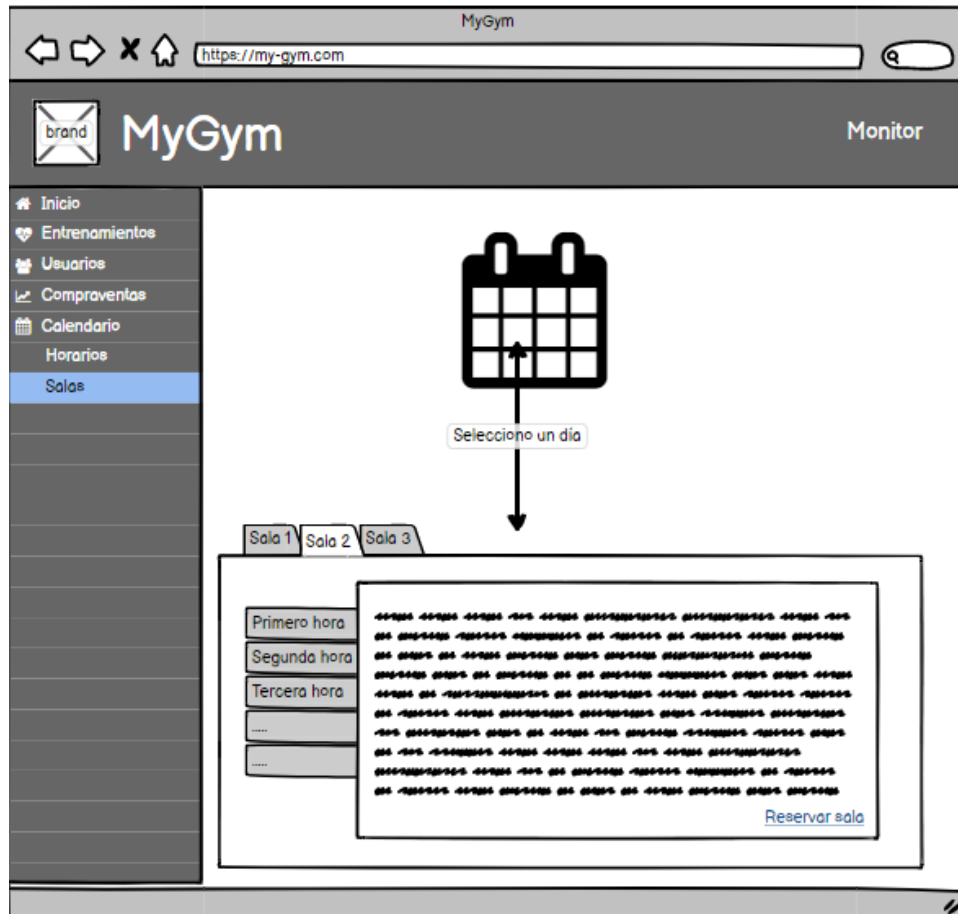 MyGym
https://my-gym.com
brand
MyGym
Monitor
Inicio
Entrenamientos
Usuarios
Compraventas
Calendario
Horarios
Salas
Selecciono un día
Sala 1
Sala 2
Sala 3
Primero hora
Segunda hora
Tercera hora
.....
.....
Reservar sala